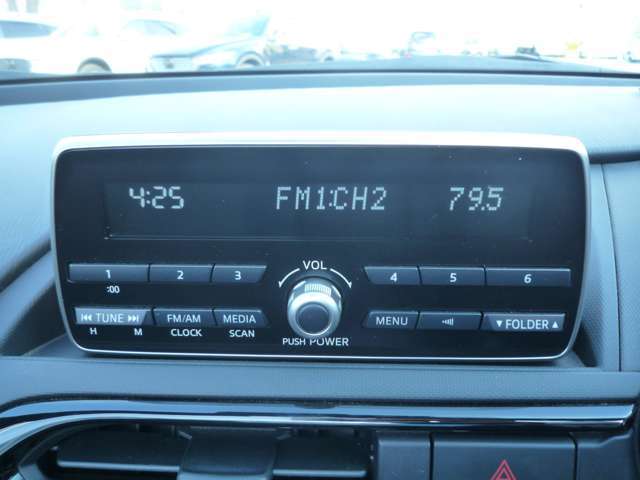 4:25 FM1:CH2 79.5
1 2 3 VOL 4 5 6
:00
TUNE FM/AM MEDIA MENU FOLDER
H M CLOCK SCAN
PUSH POWER